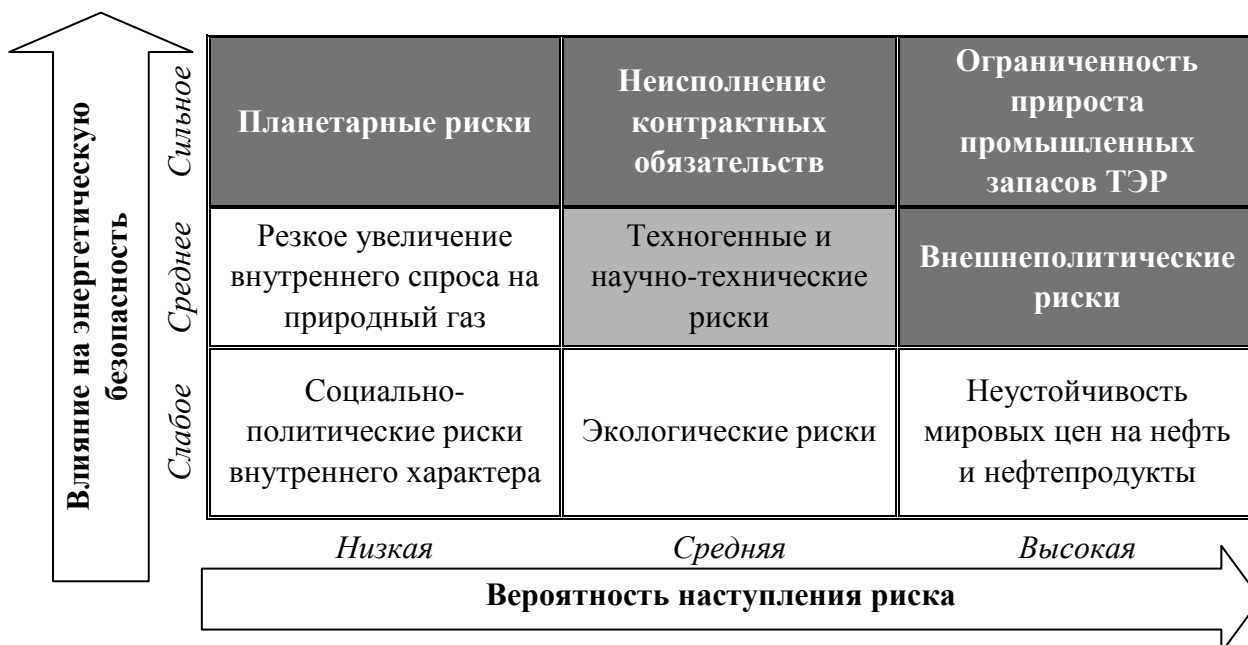 Влияние на энергетическую
безопасность
Сильное
Планетарные риски
Неисполнение
контрактных
обязательств
Ограниченность
прироста
промышленных
запасов ТЭР
Среднее
Резкое увеличение
внутреннего спроса на
природный газ
Техногенные и
научно-технические
риски
Внешнеполитические
риски
Слабое
Социально-
политические риски
внутреннего характера
Экологические риски
Неустойчивость
мировых цен на нефть
и нефтепродукты
Низкая
Средняя
Высокая
Вероятность наступления риска